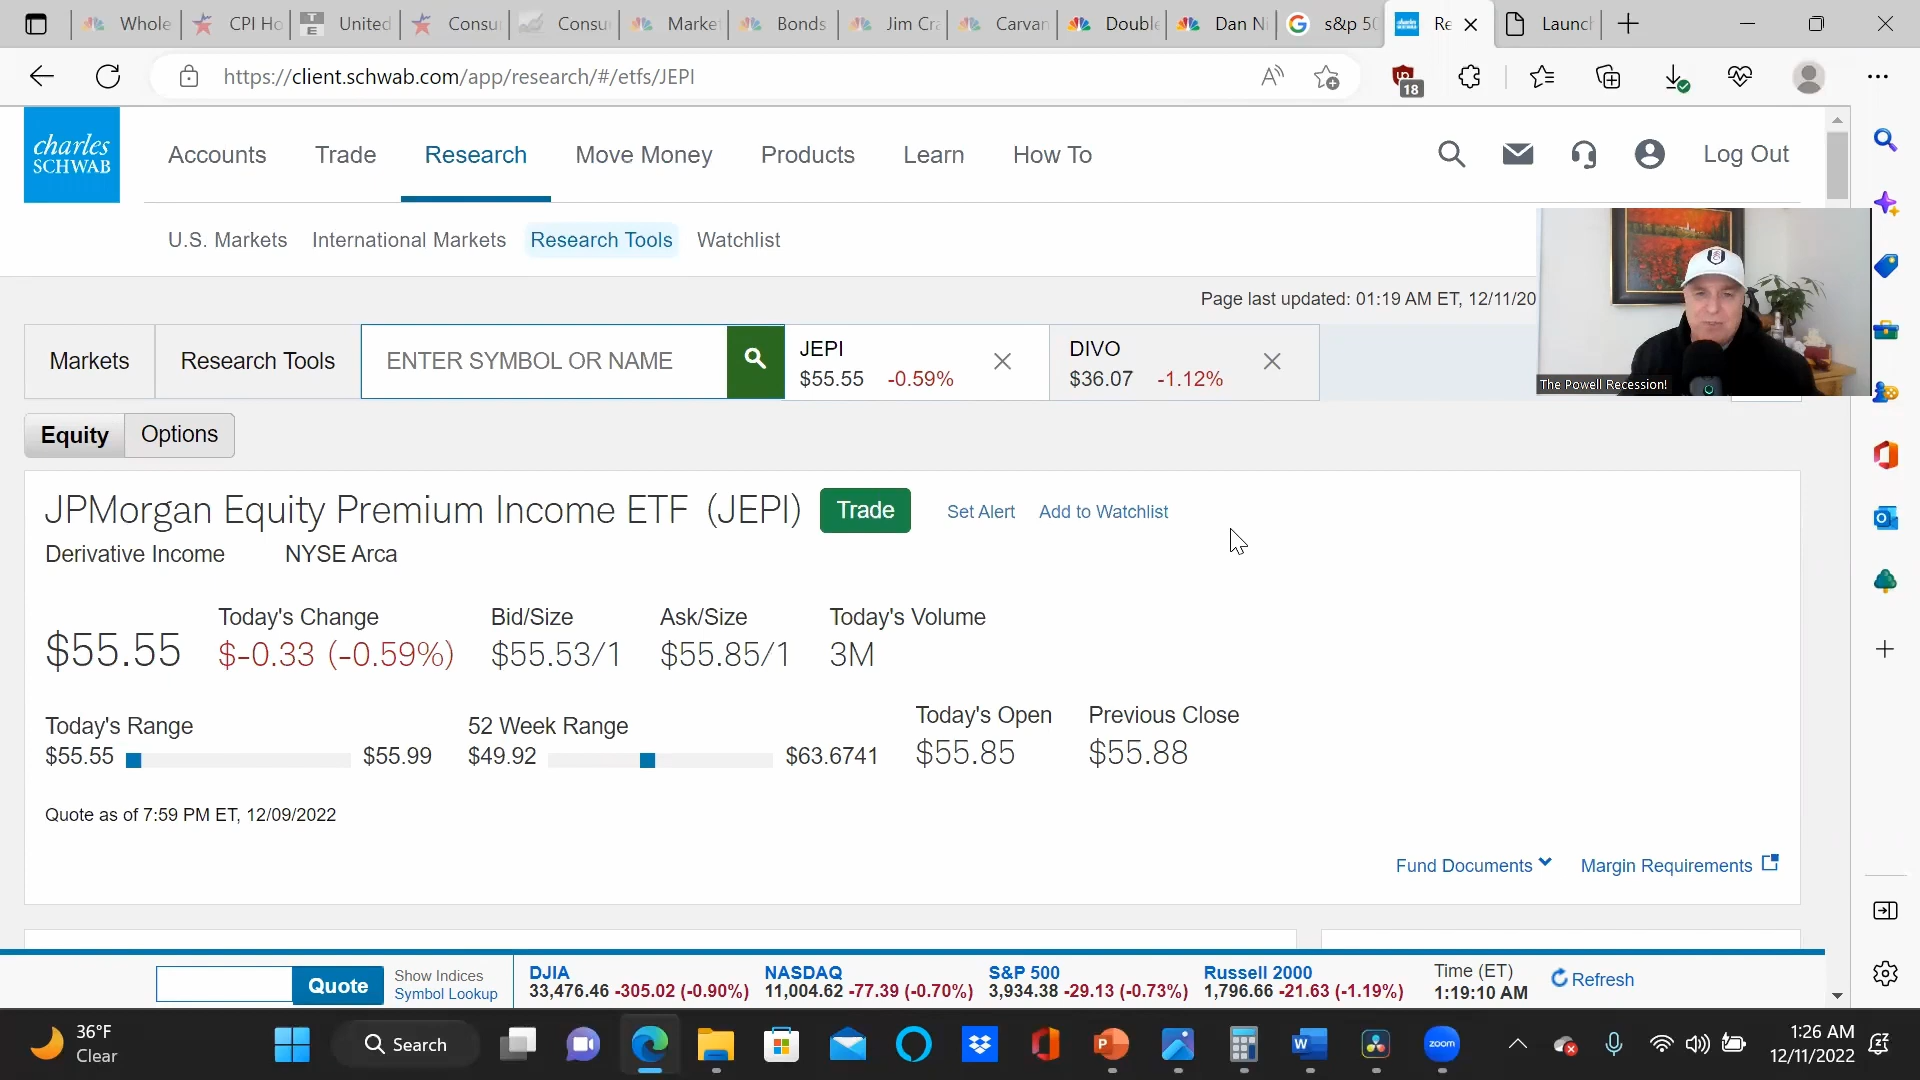 Whole
CPI Ho
TE
United
Consu
Consu
Marke
Bonds
Jim Cr
Carvan
Double
Dan Ni
s&p 50
Re
Launc
https://client.schwab.com/app/research/#/etfs/JEPI
18
charles
SCHWAB
Accounts
Trade
Research
Move Money
Products
Learn
How To
Log Out
U.S. Markets
International Markets
Research Tools
Watchlist
Page last updated: 01:19 AM ET, 12/11/20
Markets
Research Tools
ENTER SYMBOL OR NAME
JEPI
$55.55 -0.59%
DIVO
$36.07 -1.12%
The Powell Recession!
Equity
Options
JPMorgan Equity Premium Income ETF (JEPI)
Trade
Set Alert
Add to Watchlist
Derivative Income
NYSE Arca
$55.55
Today's Change
$-0.33 (-0.59%)
Bid/Size
$55.53/1
Ask/Size
$55.85/1
Today's Volume
3M
Today's Range
$55.55
$55.99
52 Week Range
$49.92
$63.6741
Today's Open
$55.85
Previous Close
$55.88
Quote as of 7:59 PM ET, 12/09/2022
Fund Documents
Margin Requirements
Quote
Show Indices
Symbol Lookup
DJIA
33,476.46 -305.02 (-0.90%)
NASDAQ
11,004.62 -77.39 (-0.70%)
S&P 500
3,934.38 -29.13 (-0.73%)
Russell 2000
1,796.66 -21.63 (-1.19%)
Time (ET)
1:19:10 AM
Refresh
36°F
Clear
Search
zoom
1:26 AM
12/11/2022